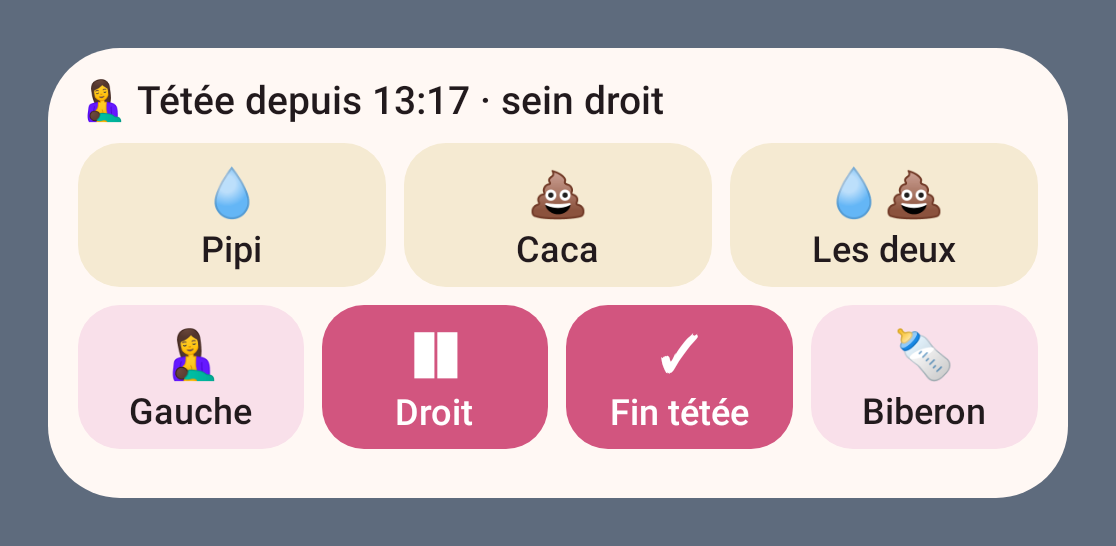 Tétée depuis 13:17 · sein droit
Pipi
Caca
Les deux
Gauche
Droit
Fin tétée
Biberon